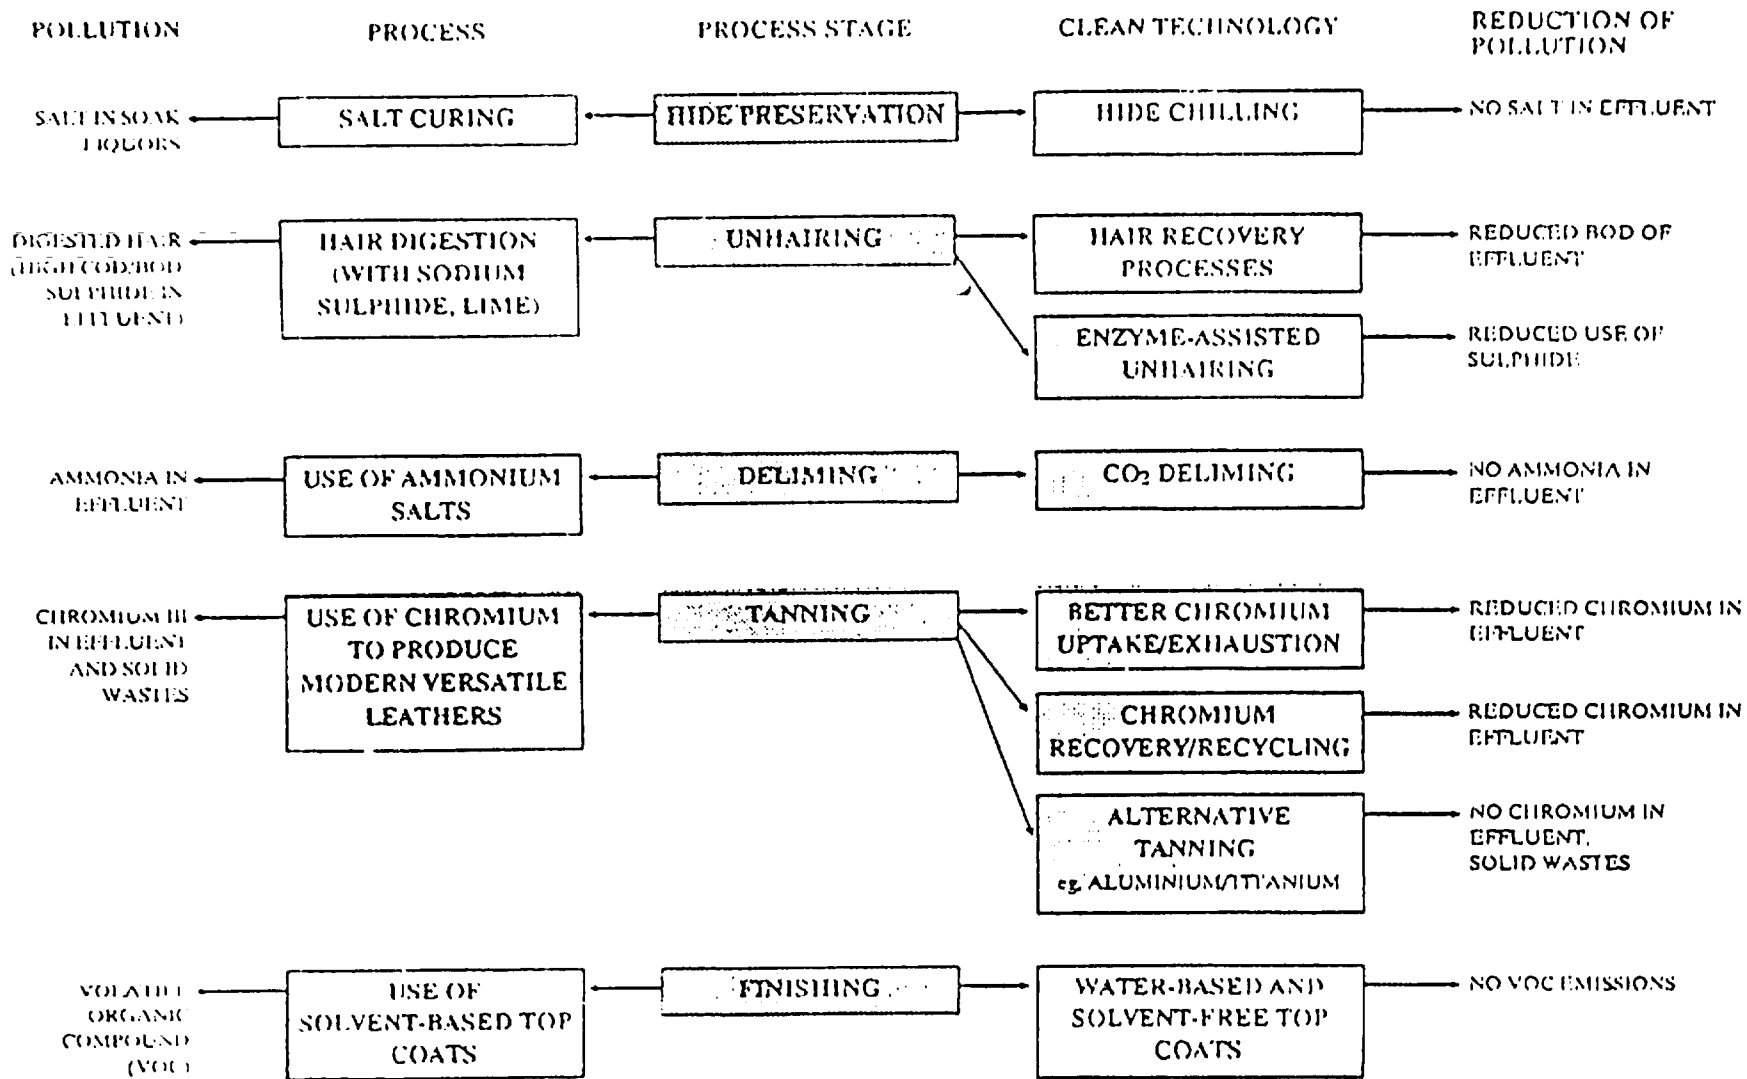 POLLUTION
PROCESS
PROCESS STAGE
CLEAN TECHNOLOGY
REDUCTION OF
POLLUTION
SALT IN SOAK
LIQUORS
SALT CURING
HIDE PRESERVATION
HIDE CHILLING
NO SALT IN EFFLUENT
DIGESTED HAIR
(HIGH COD/BOD
SULPHIDE IN
EFFLUENT)
HAIR DIGESTION
(WITH SODIUM
SULPHIDE, LIME)
UNHAIRING
HAIR RECOVERY
PROCESSES
REDUCED BOD OF
EFFLUENT
ENZYME-ASSISTED
UNHAIRING
REDUCED USE OF
SULPHIDE
AMMONIA IN
EFFLUENT
USE OF AMMONIUM
SALTS
DELIMING
CO₂ DELIMING
NO AMMONIA IN
EFFLUENT
CHROMIUM III
IN EFFLUENT
AND SOLID
WASTES
USE OF CHROMIUM
TO PRODUCE
MODERN VERSATILE
LEATHERS
TANNING
BETTER CHROMIUM
UPTAKE/EXHAUSTION
REDUCED CHROMIUM IN
EFFLUENT
CHROMIUM
RECOVERY/RECYCLING
REDUCED CHROMIUM IN
EFFLUENT
ALTERNATIVE
TANNING
eg. ALUMINIUM/TITANIUM
NO CHROMIUM IN
EFFLUENT,
SOLID WASTES
VOLATILE
ORGANIC
COMPOUND
(VOC)
USE OF
SOLVENT-BASED TOP
COATS
FINISHING
WATER-BASED AND
SOLVENT-FREE TOP
COATS
NO VOC EMISSIONS